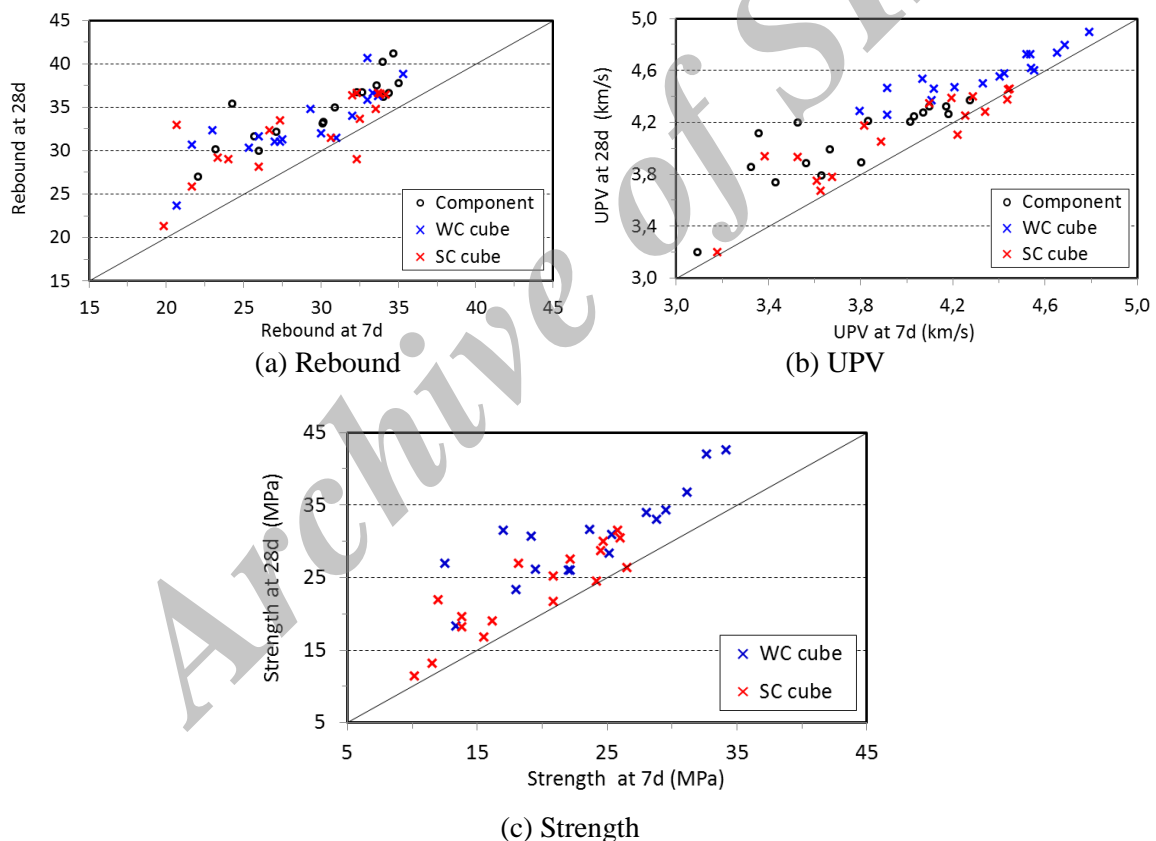 45
40
35
30
25
20
15
15 20 25 30 35 40 45
Rebound at 28d
Rebound at 7d
Component
WC cube
SC cube
(a) Rebound
5,0
4,6
4,2
3,8
3,4
3,0
3,0 3,4 3,8 4,2 4,6 5,0
UPV at 28d (km/s)
UPV at 7d (km/s)
Component
WC cube
SC cube
(b) UPV
45
35
25
15
5
5 15 25 35 45
Strength at 28d (MPa)
Strength at 7d (MPa)
WC cube
SC cube
(c) Strength
Archive of